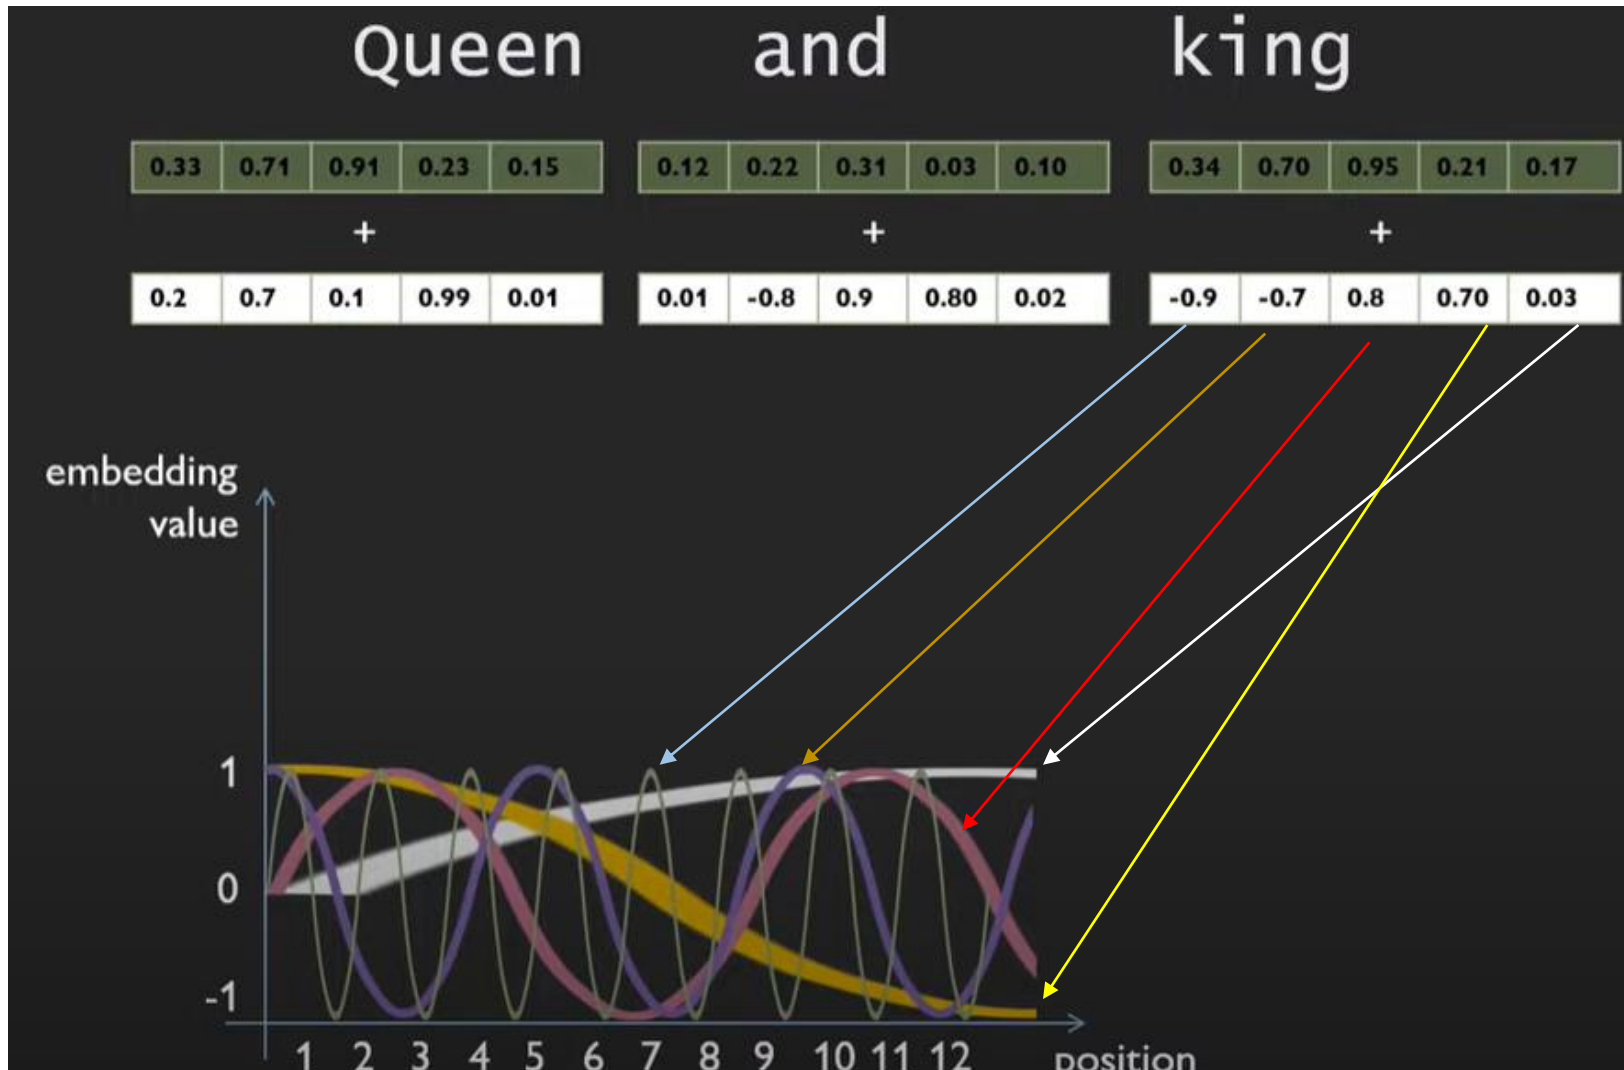 Queen and king
0.33 0.71 0.91 0.23 0.15 0.12 0.22 0.31 0.03 0.10 0.34 0.70 0.95 0.21 0.17
+ + +
0.2 0.7 0.1 0.99 0.01 0.01 -0.8 0.9 0.80 0.02 -0.9 -0.7 0.8 0.70 0.03
embedding
value
1
0
-1
1 2 3 4 5 6 7 8 9 10 11 12 position